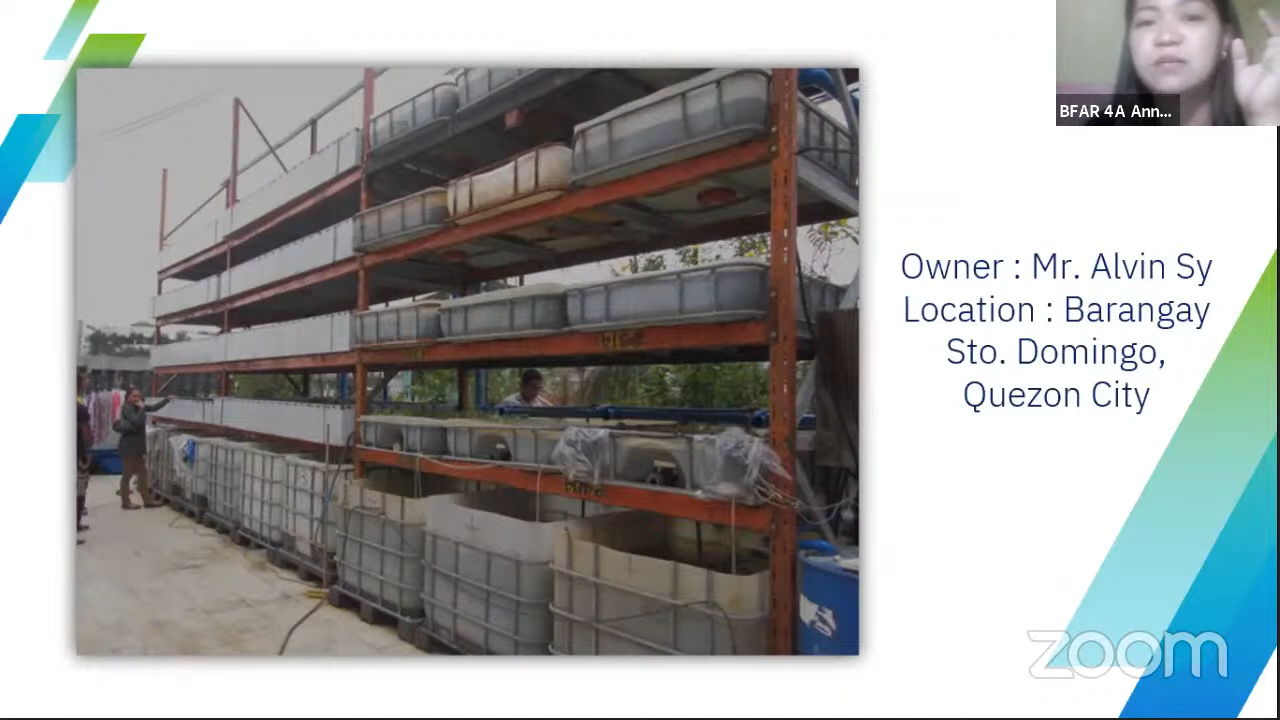 BFAR 4A Ann...
Owner : Mr. Alvin Sy
Location : Barangay
Sto. Domingo,
Quezon City
zoom